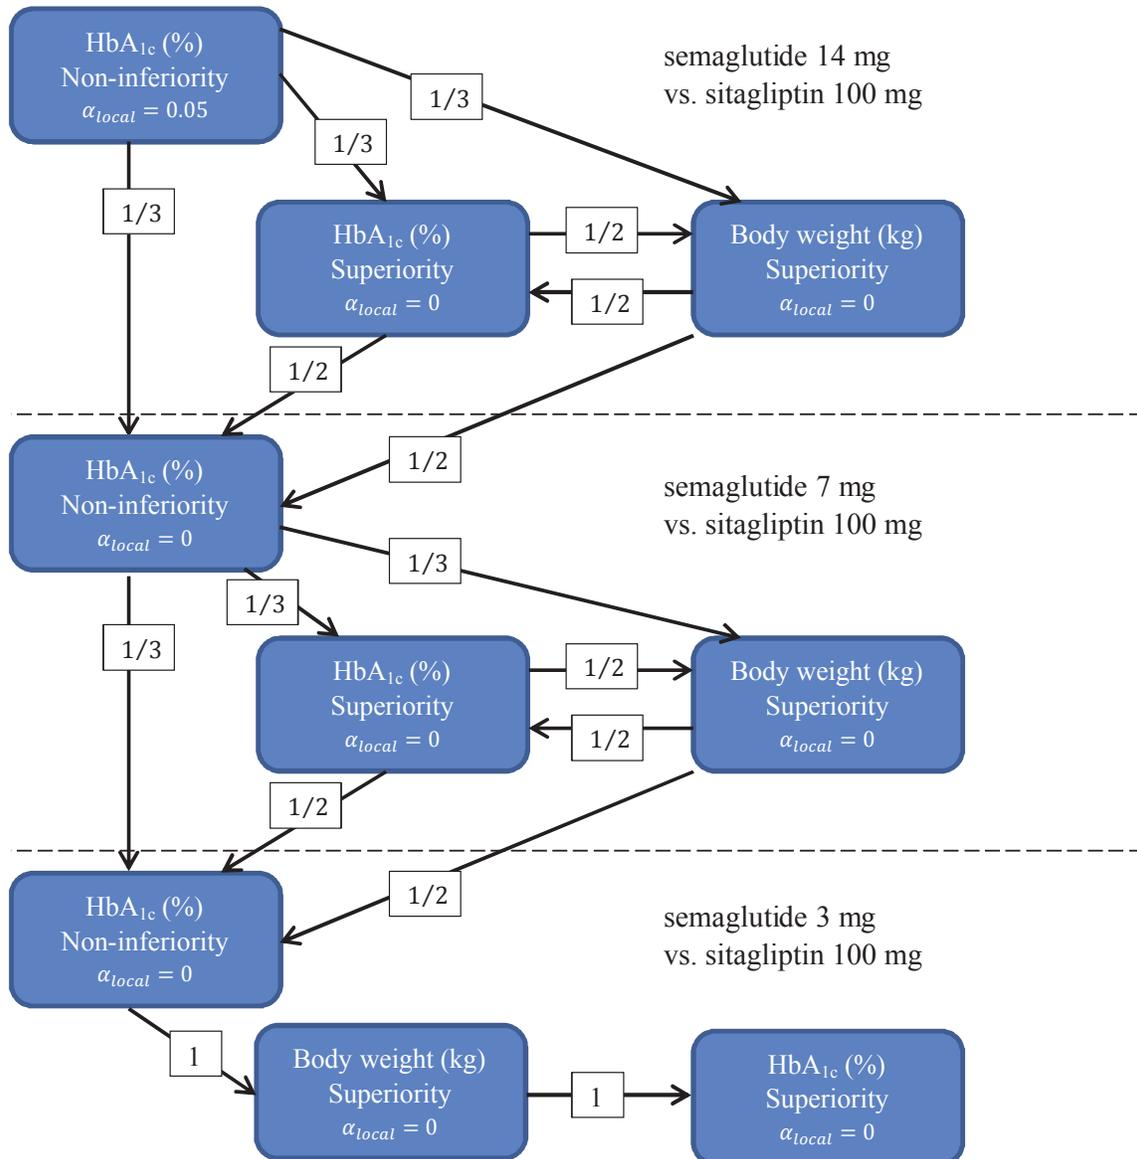 HbA1c (%)
Non-inferiority
αlocal = 0.05
semaglutide 14 mg
vs. sitagliptin 100 mg
1/3
1/3
1/3
HbA1c (%)
Superiority
αlocal = 0
1/2
1/2
Body weight (kg)
Superiority
αlocal = 0
1/2
1/2
HbA1c (%)
Non-inferiority
αlocal = 0
semaglutide 7 mg
vs. sitagliptin 100 mg
1/3
1/3
1/3
HbA1c (%)
Superiority
αlocal = 0
1/2
1/2
Body weight (kg)
Superiority
αlocal = 0
1/2
1/2
HbA1c (%)
Non-inferiority
αlocal = 0
semaglutide 3 mg
vs. sitagliptin 100 mg
1
Body weight (kg)
Superiority
αlocal = 0
1
HbA1c (%)
Superiority
αlocal = 0